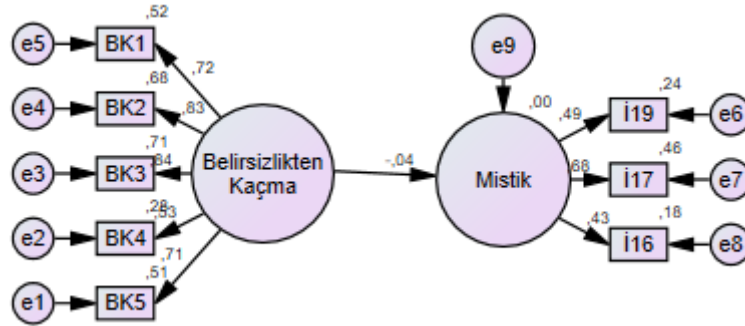 ,52
e5 BK1
,72
,68
e4 BK2
,83
,71
e3 BK3
,84
Belirsizlikten
Kaçma
,28
e2 BK4
,53
,71
,51
e1 BK5
-,04
e9
,00
Mistik
,49
,24
İ19 e6
,68
,46
İ17 e7
,43
,18
İ16 e8